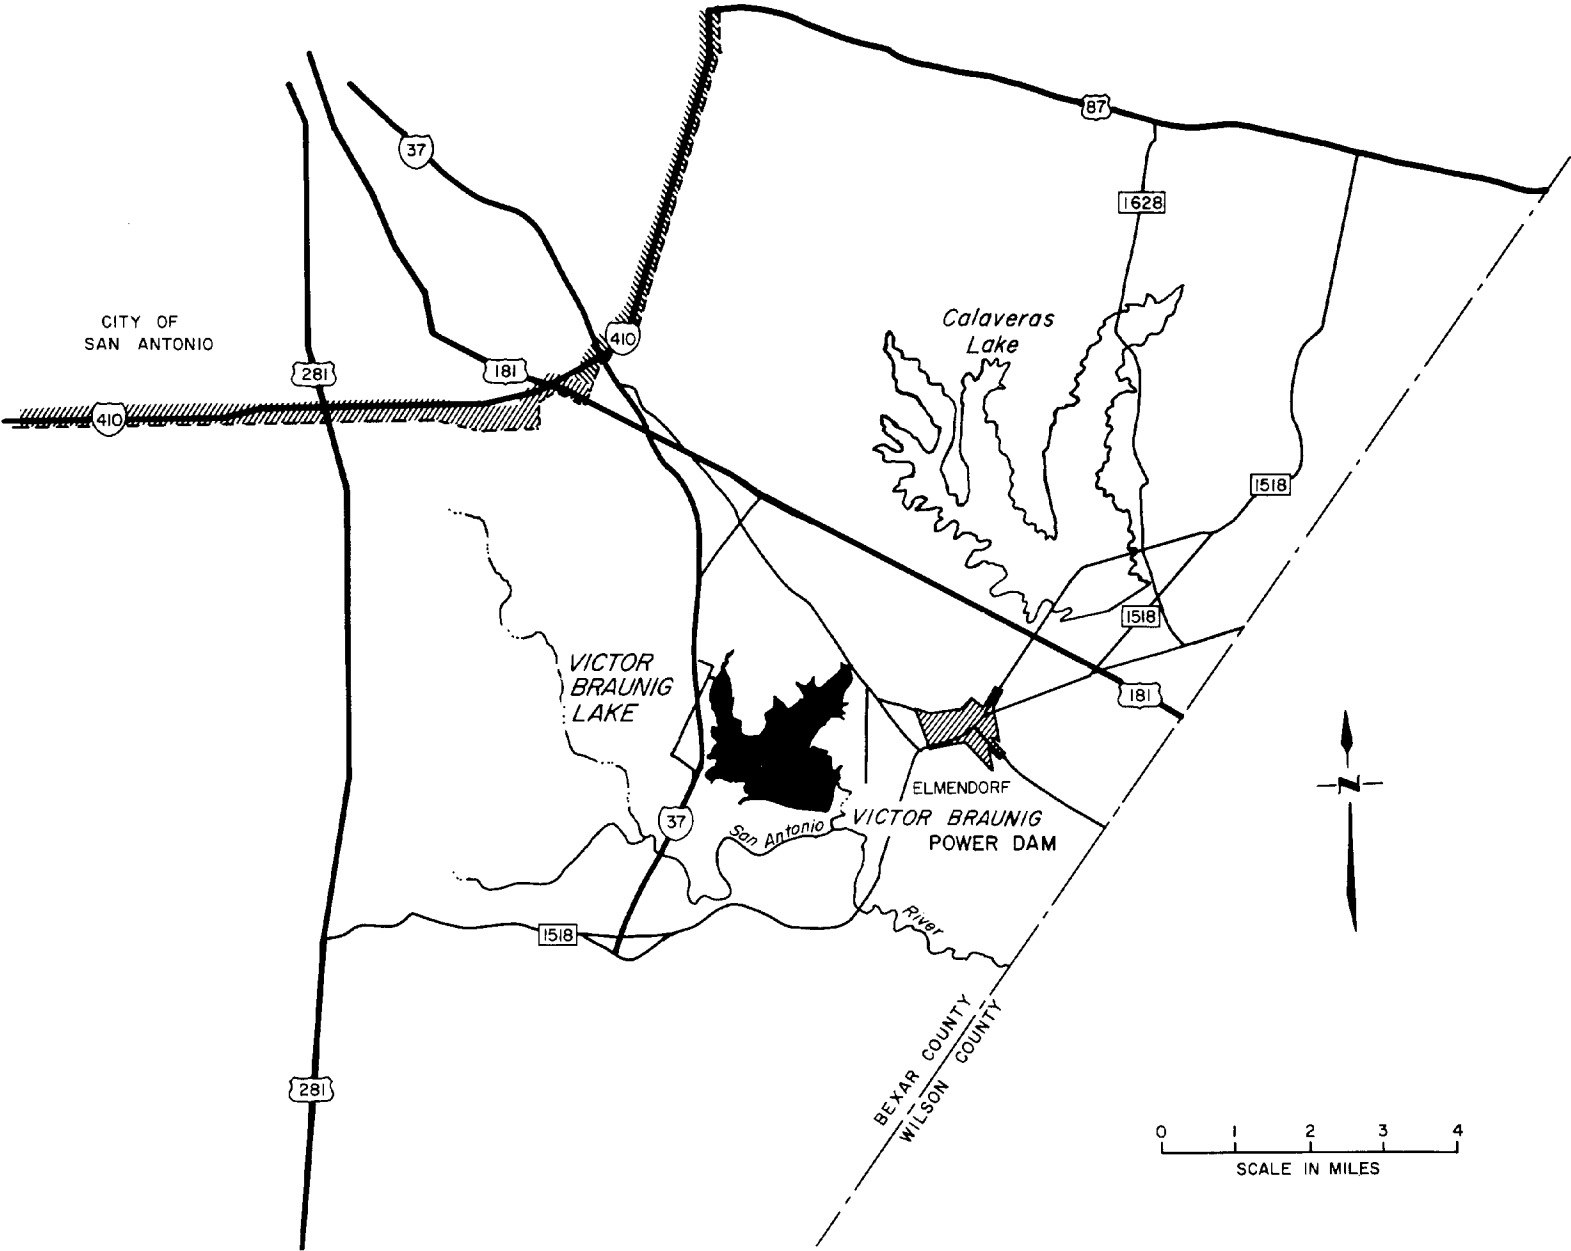 87
37
1628
CITY OF
SAN ANTONIO
Calaveras
Lake
410
281
181
410
1518
1518
VICTOR
BRAUNIG
LAKE
181
N
ELMENDORF
37
San Antonio
VICTOR BRAUNIG
POWER DAM
River
1518
BEXAR COUNTY
WILSON COUNTY
281
0 1 2 3 4
SCALE IN MILES